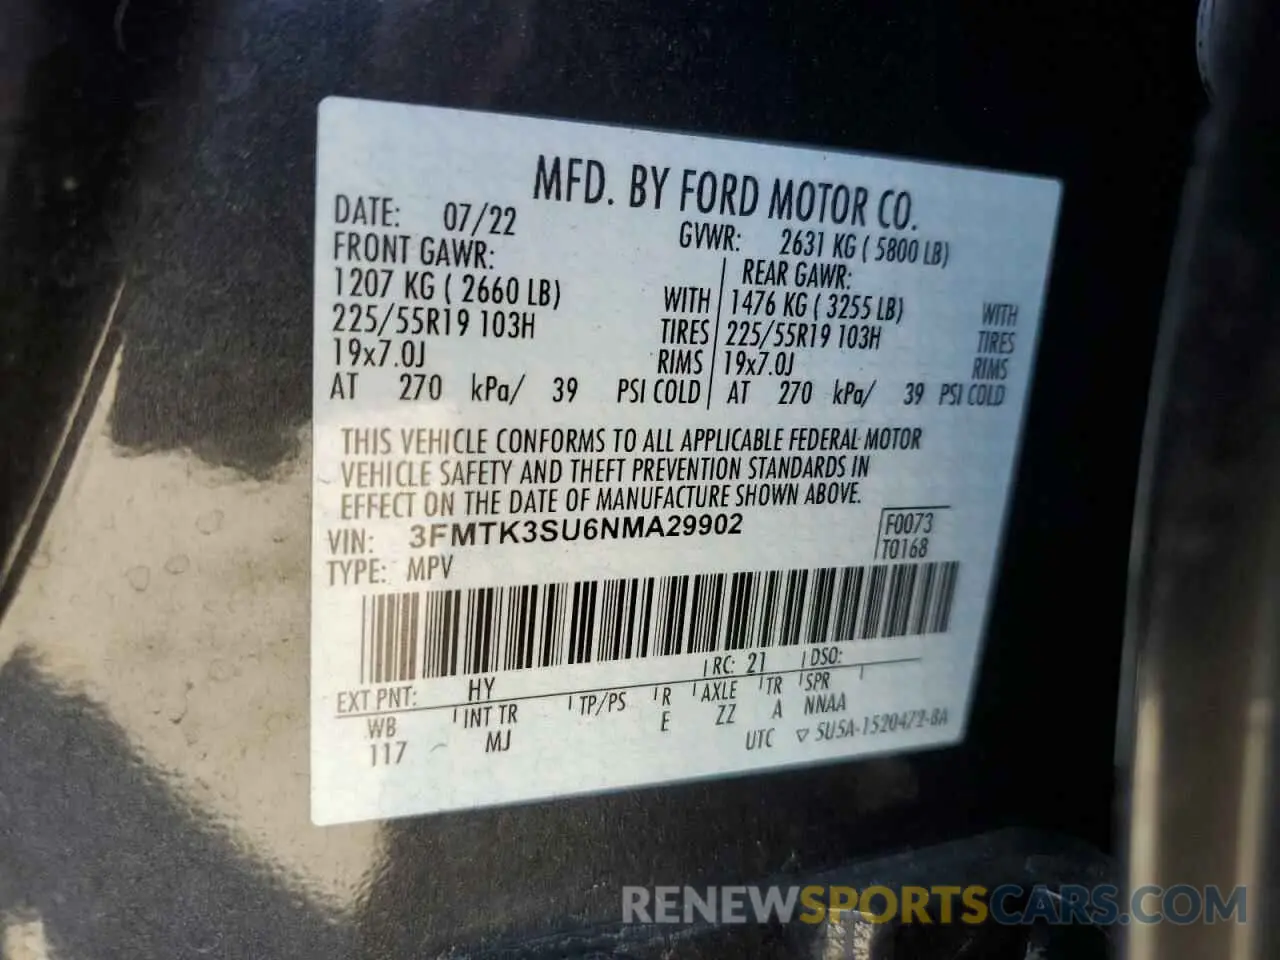 MFD. BY FORD MOTOR CO.
DATE: 07/22 GVWR: 2631 KG ( 5800 LB)
FRONT GAWR: REAR GAWR:
1207 KG ( 2660 LB) WITH 1476 KG ( 3255 LB) WITH
225/55R19 103H TIRES 225/55R19 103H TIRES
19x7.0J RIMS 19x7.0J RIMS
AT 270 kPa/ 39 PSI COLD AT 270 kPa/ 39 PSI COLD
THIS VEHICLE CONFORMS TO ALL APPLICABLE FEDERAL MOTOR
VEHICLE SAFETY AND THEFT PREVENTION STANDARDS IN
EFFECT ON THE DATE OF MANUFACTURE SHOWN ABOVE.
VIN: 3FMTK3SU6NMA29902 F0073
TYPE: MPV T0168
EXT PNT: HY RC: 21 DSO:
WB INT TR TP/PS R AXLE TR SPR
117 MJ E ZZ A NNAA
UTC ▽ 5U5A-1520472-BA
RENEWSPORTSCARS.COM